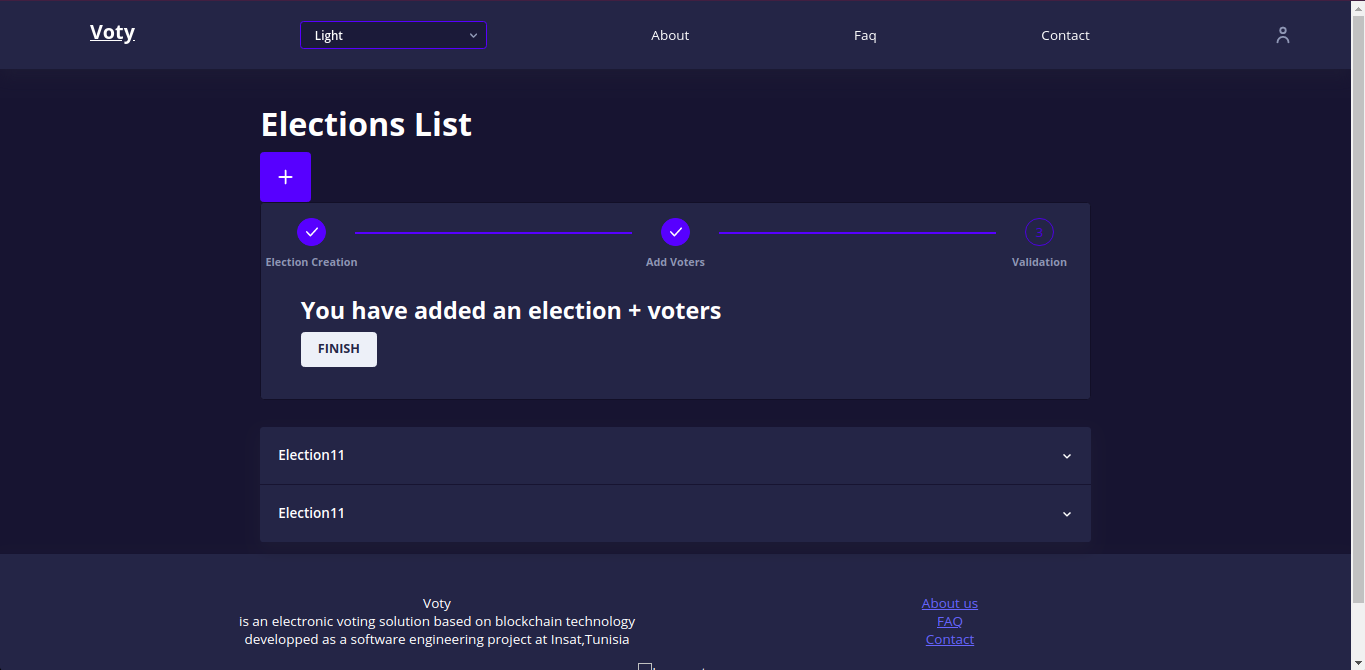 Voty
Light
About
Faq
Contact
Elections List
+
3
Election Creation
Add Voters
Validation
You have added an election + voters
FINISH
Election11
Election11
Voty
is an electronic voting solution based on blockchain technology
developped as a software engineering project at Insat,Tunisia
About us
FAQ
Contact